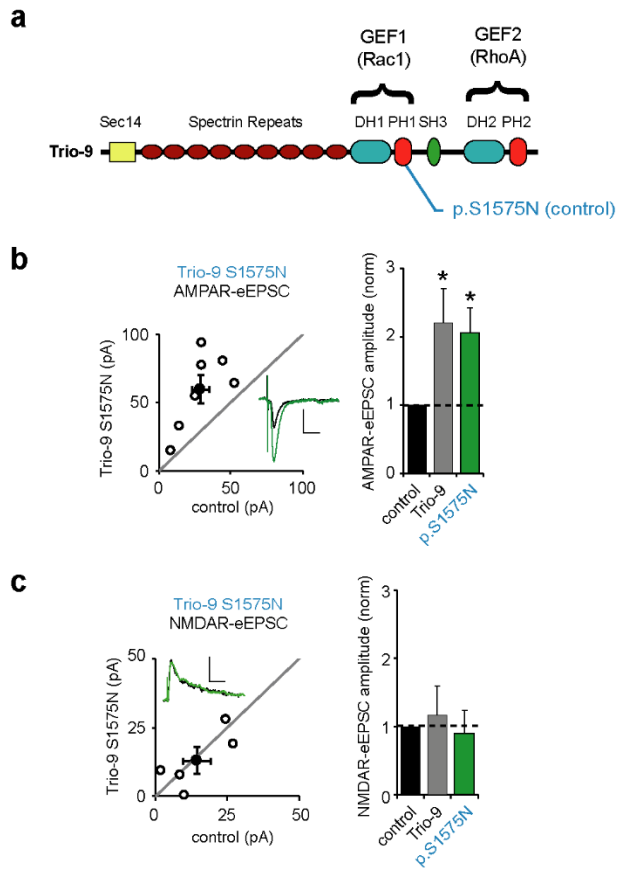 a
GEF1
(Rac1)
GEF2
(RhoA)
Sec14
Spectrin Repeats
DH1 PH1 SH3
DH2 PH2
Trio-9
p.S1575N (control)
b
Trio-9 S1575N
AMPAR-eEPSC
Trio-9 S1575N (pA)
100
50
0
0
50
100
control (pA)
AMPAR-eEPSC amplitude (norm)
3
2
1
0
* *
control
Trio-9
p.S1575N
c
Trio-9 S1575N
NMDAR-eEPSC
Trio-9 S1575N (pA)
50
25
0
0
25
50
control (pA)
NMDAR-eEPSC amplitude (norm)
3
2
1
0
control
Trio-9
p.S1575N